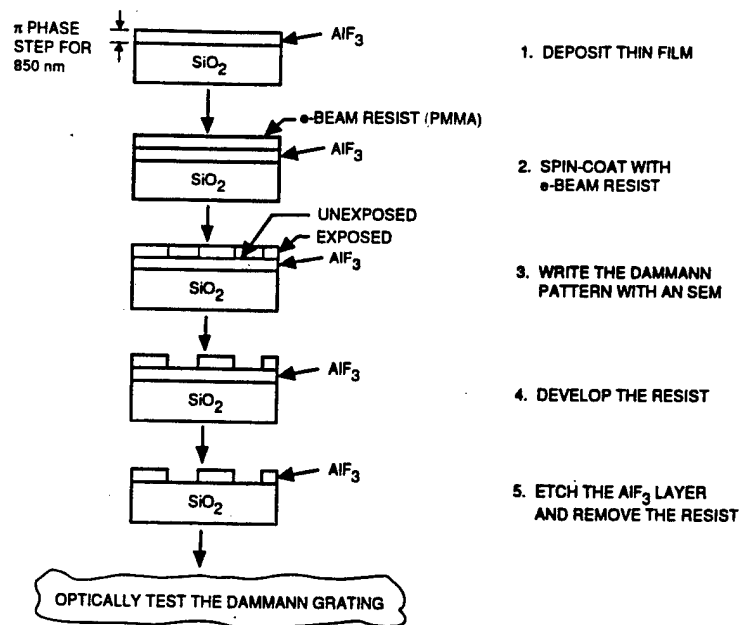 π PHASE
STEP FOR
850 nm
AlF3
SiO2
1. DEPOSIT THIN FILM
e-BEAM RESIST (PMMA)
AlF3
SiO2
2. SPIN-COAT WITH
e-BEAM RESIST
UNEXPOSED
EXPOSED
AlF3
SiO2
3. WRITE THE DAMMANN
PATTERN WITH AN SEM
AlF3
SiO2
4. DEVELOP THE RESIST
AlF3
SiO2
5. ETCH THE AlF3 LAYER
AND REMOVE THE RESIST
OPTICALLY TEST THE DAMMANN GRATING